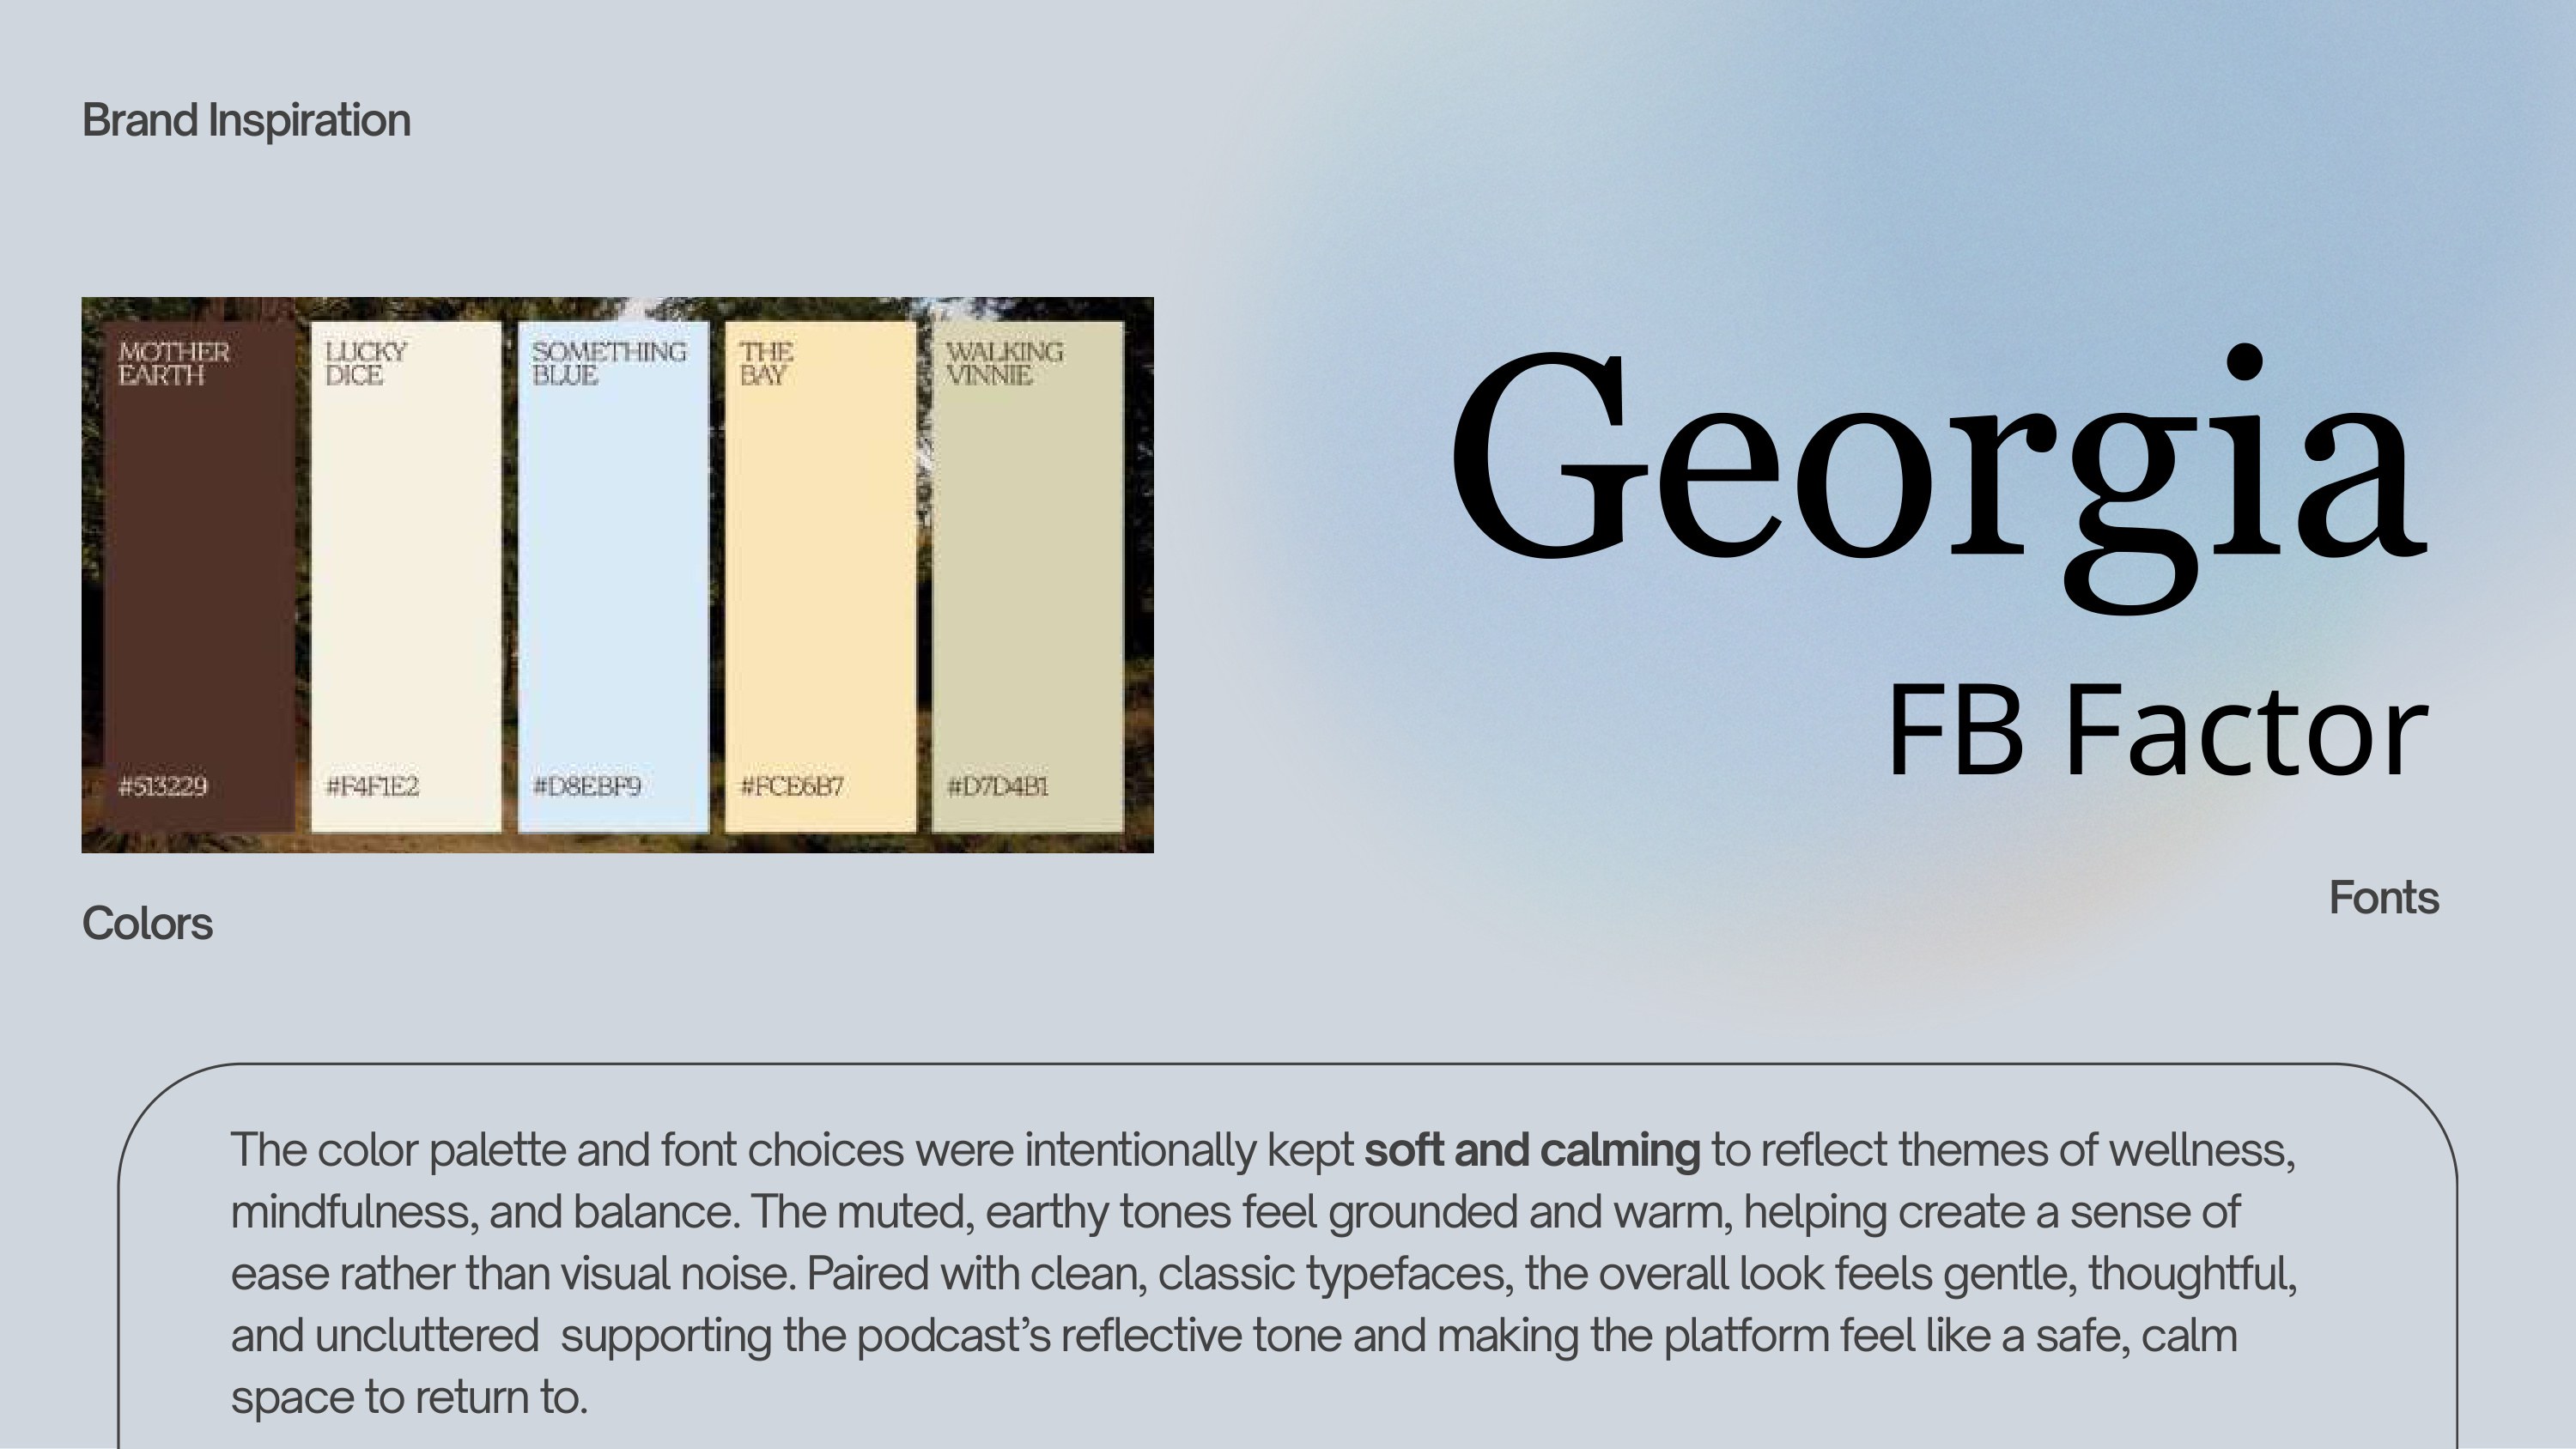 Brand Inspiration
MOTHER
EARTH
LUCKY
DICE
SOMETHING
BLUE
THE
BAY
WALKING
VINNIE
#513229
#F4F1E2
#D8EBF9
#FCE6B7
#D7D4B1
Colors
Georgia
FB Factor
Fonts
The color palette and font choices were intentionally kept soft and calming to reflect themes of wellness,
mindfulness, and balance. The muted, earthy tones feel grounded and warm, helping create a sense of
ease rather than visual noise. Paired with clean, classic typefaces, the overall look feels gentle, thoughtful,
and uncluttered  supporting the podcast’s reflective tone and making the platform feel like a safe, calm
space to return to.